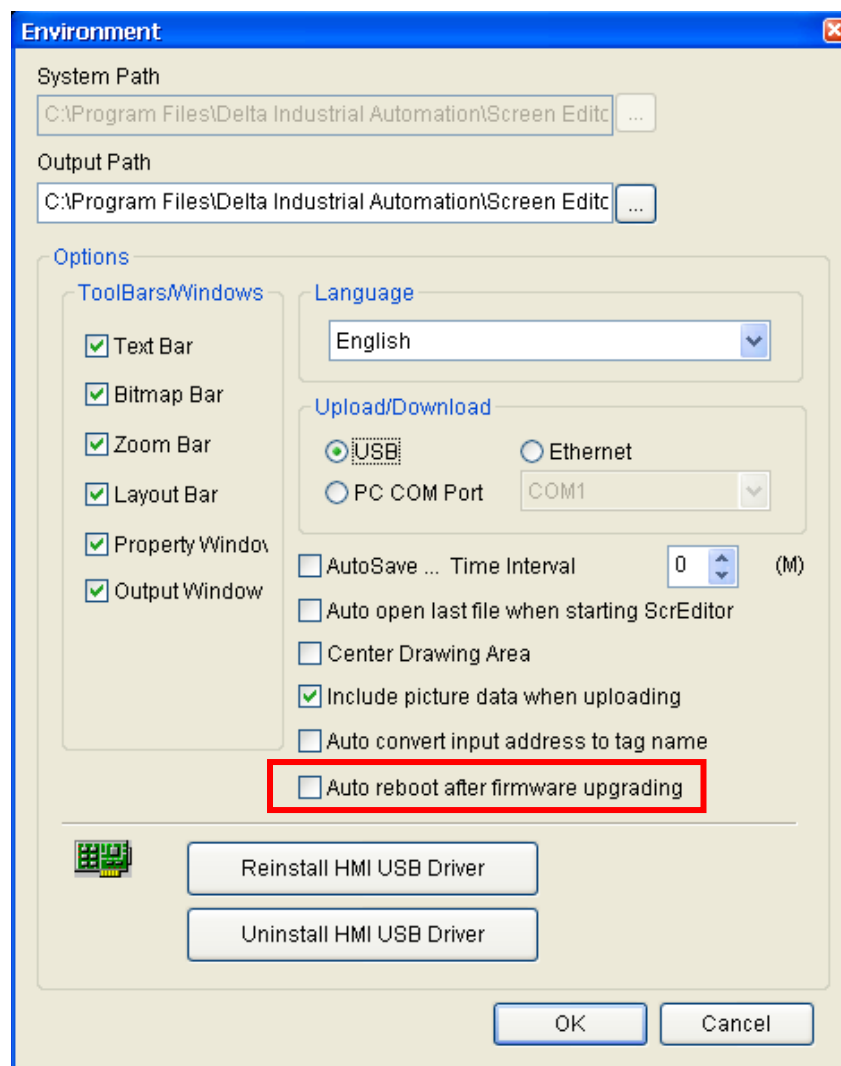 Environment
System Path
C:\Program Files\Delta Industrial Automation\Screen Editc
...
Output Path
C:\Program Files\Delta Industrial Automation\Screen Editc
...
Options
ToolBars/Windows
Text Bar
Bitmap Bar
Zoom Bar
Layout Bar
Property Window
Output Window
Language
English
Upload/Download
USB
Ethernet
PC COM Port
COM1
AutoSave ... Time Interval
0
(M)
Auto open last file when starting ScrEditor
Center Drawing Area
Include picture data when uploading
Auto convert input address to tag name
Auto reboot after firmware upgrading
Reinstall HMI USB Driver
Uninstall HMI USB Driver
OK
Cancel